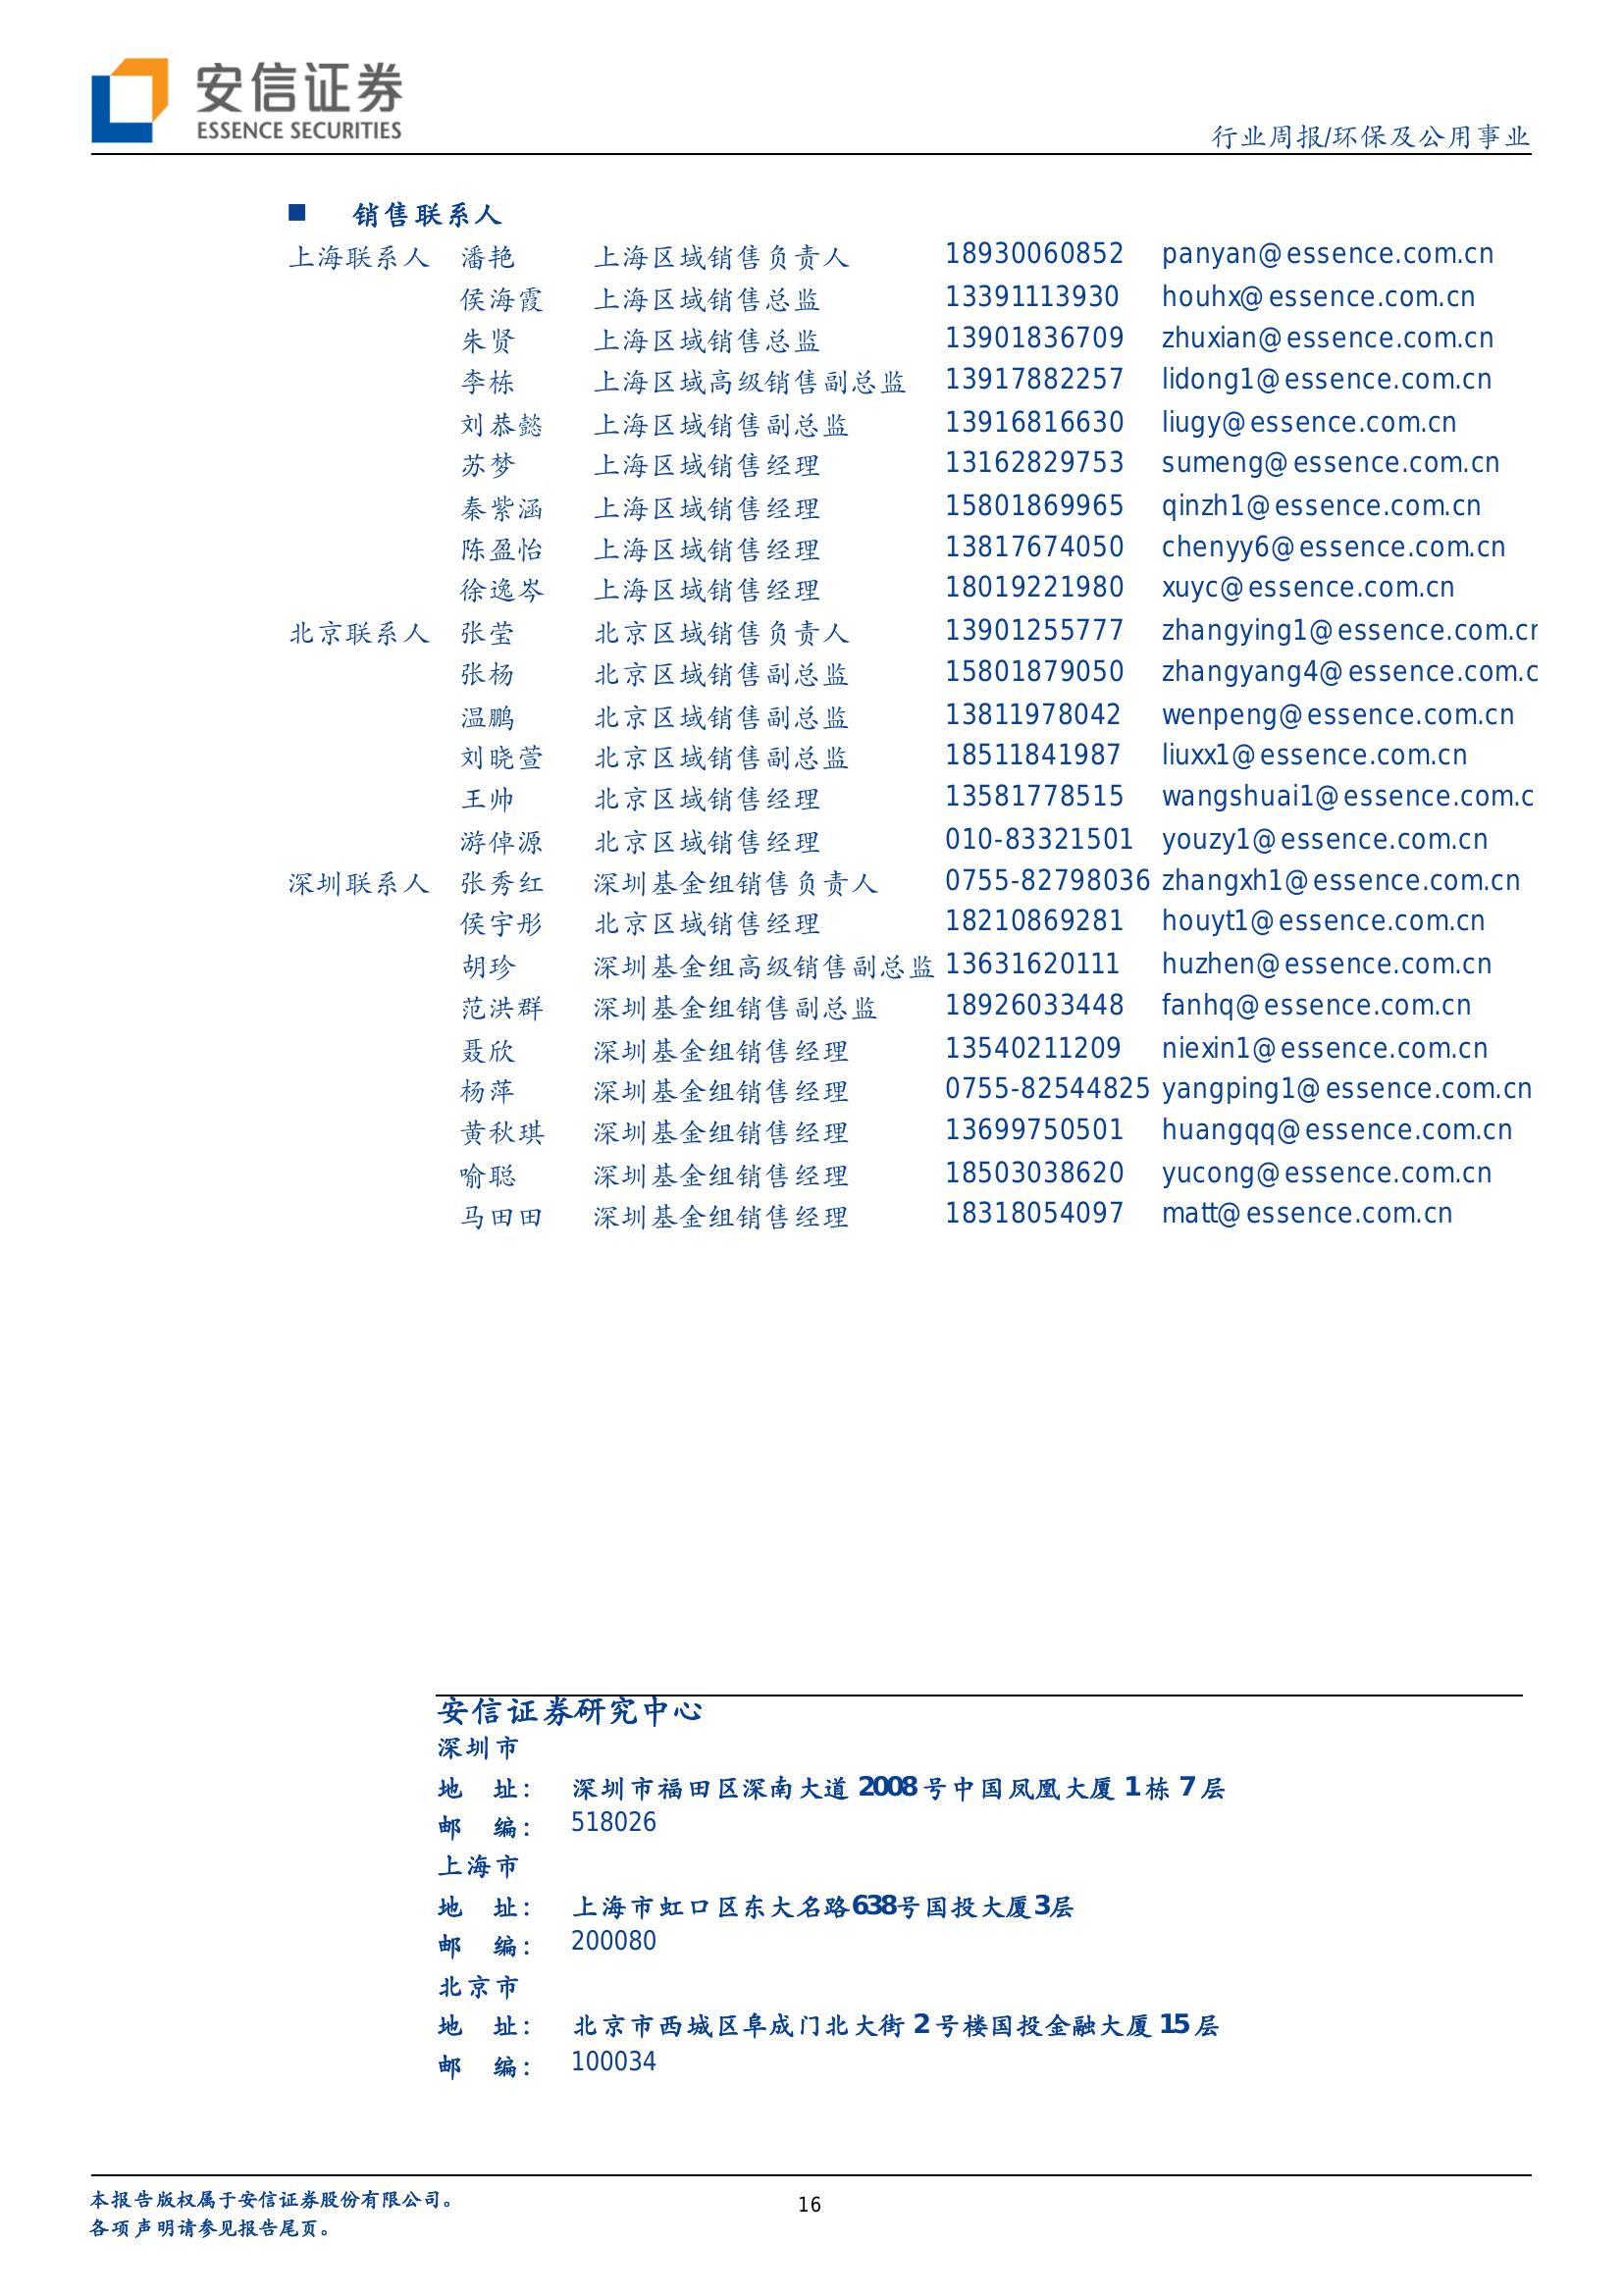 安信证券
ESSENCE SECURITIES
行业周报/环保及公用事业
■ 销售联系人
上海联系人 潘艳 上海区域销售负责人 18930060852 panyan@essence.com.cn
侯海霞 上海区域销售总监 13391113930 houhx@essence.com.cn
朱贤 上海区域销售总监 13901836709 zhuxian@essence.com.cn
李栋 上海区域高级销售副总监 13917882257 lidong1@essence.com.cn
刘恭懿 上海区域销售副总监 13916816630 liugy@essence.com.cn
苏梦 上海区域销售经理 13162829753 sumeng@essence.com.cn
秦紫涵 上海区域销售经理 15801869965 qinzh1@essence.com.cn
陈盈怡 上海区域销售经理 13817674050 chenyy6@essence.com.cn
徐逸岑 上海区域销售经理 18019221980 xuyc@essence.com.cn
北京联系人 张莹 北京区域销售负责人 13901255777 zhangying1@essence.com.cn
张杨 北京区域销售副总监 15801879050 zhangyang4@essence.com.c
温鹏 北京区域销售副总监 13811978042 wenpeng@essence.com.cn
刘晓萱 北京区域销售副总监 18511841987 liuxx1@essence.com.cn
王帅 北京区域销售经理 13581778515 wangshuai1@essence.com.c
游倬源 北京区域销售经理 010-83321501 youzy1@essence.com.cn
深圳联系人 张秀红 深圳基金组销售负责人 0755-82798036 zhangxh1@essence.com.cn
侯宇彤 北京区域销售经理 18210869281 houyt1@essence.com.cn
胡珍 深圳基金组高级销售副总监 13631620111 huzhen@essence.com.cn
范洪群 深圳基金组销售副总监 18926033448 fanhq@essence.com.cn
聂欣 深圳基金组销售经理 13540211209 niexin1@essence.com.cn
杨萍 深圳基金组销售经理 0755-82544825 yangping1@essence.com.cn
黄秋琪 深圳基金组销售经理 13699750501 huangqq@essence.com.cn
喻聪 深圳基金组销售经理 18503038620 yucong@essence.com.cn
马田田 深圳基金组销售经理 18318054097 matt@essence.com.cn
安信证券研究中心
深圳市
地 址： 深圳市福田区深南大道 2008 号中国凤凰大厦 1 栋 7 层
邮 编： 518026
上海市
地 址： 上海市虹口区东大名路638号国投大厦3层
邮 编： 200080
北京市
地 址： 北京市西城区阜成门北大街 2 号楼国投金融大厦 15 层
邮 编： 100034
本报告版权属于安信证券股份有限公司。
各项声明请参见报告尾页。
16